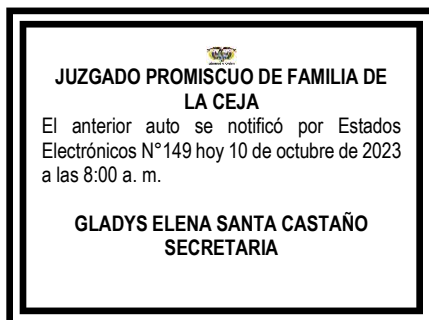 JUZGADO PROMISCUO DE FAMILIA DE
LA CEJA
El anterior auto se notificó por Estados
Electrónicos N°149 hoy 10 de octubre de 2023
a las 8:00 a. m.
GLADYS ELENA SANTA CASTAÑO
SECRETARIA